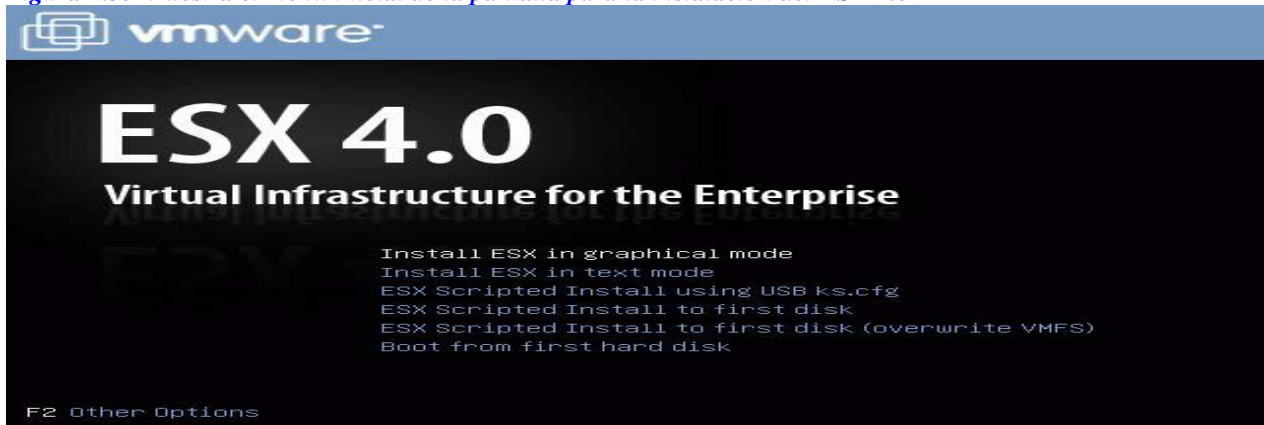 vmware
ESX 4.0
Virtual Infrastructure for the Enterprise
Install ESX in graphical mode
Install ESX in text mode
ESX Scripted Install using USB ks.cfg
ESX Scripted Install to first disk
ESX Scripted Install to first disk (overwrite VMFS)
Boot from first hard disk
F2 Other Options